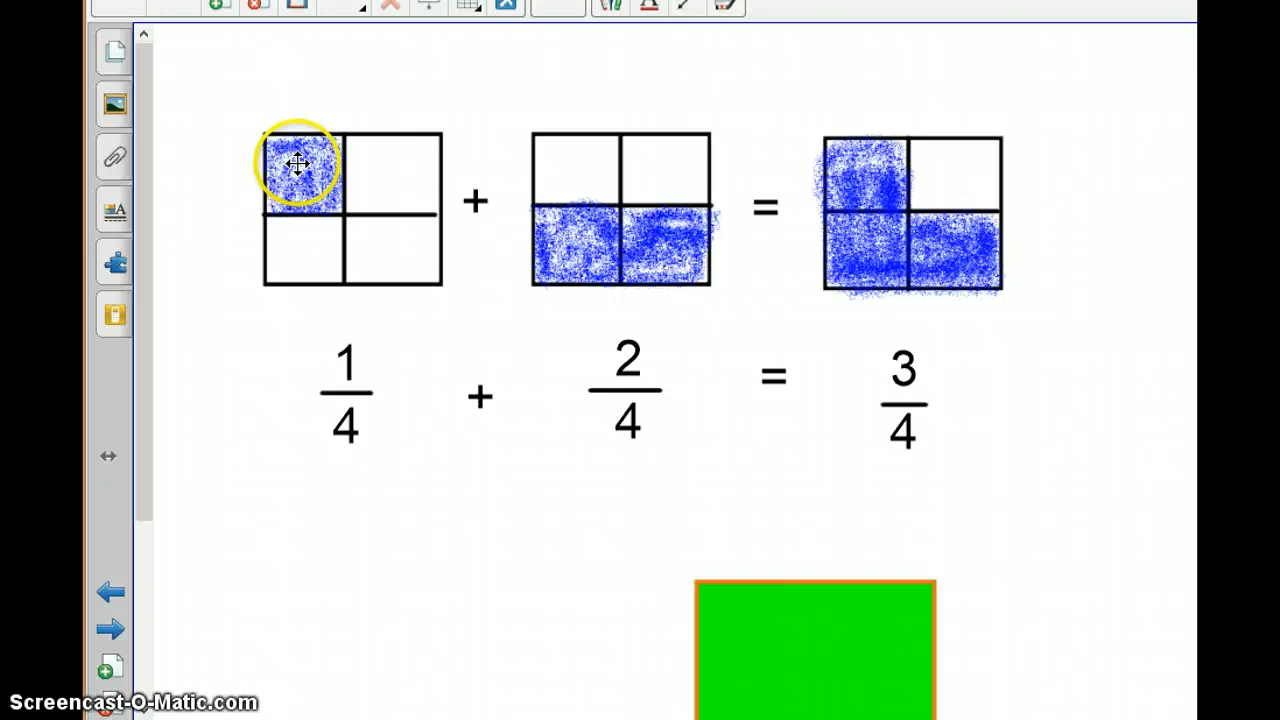 + =
1/4 + 2/4 = 3/4
Screencast-O-Matic.com